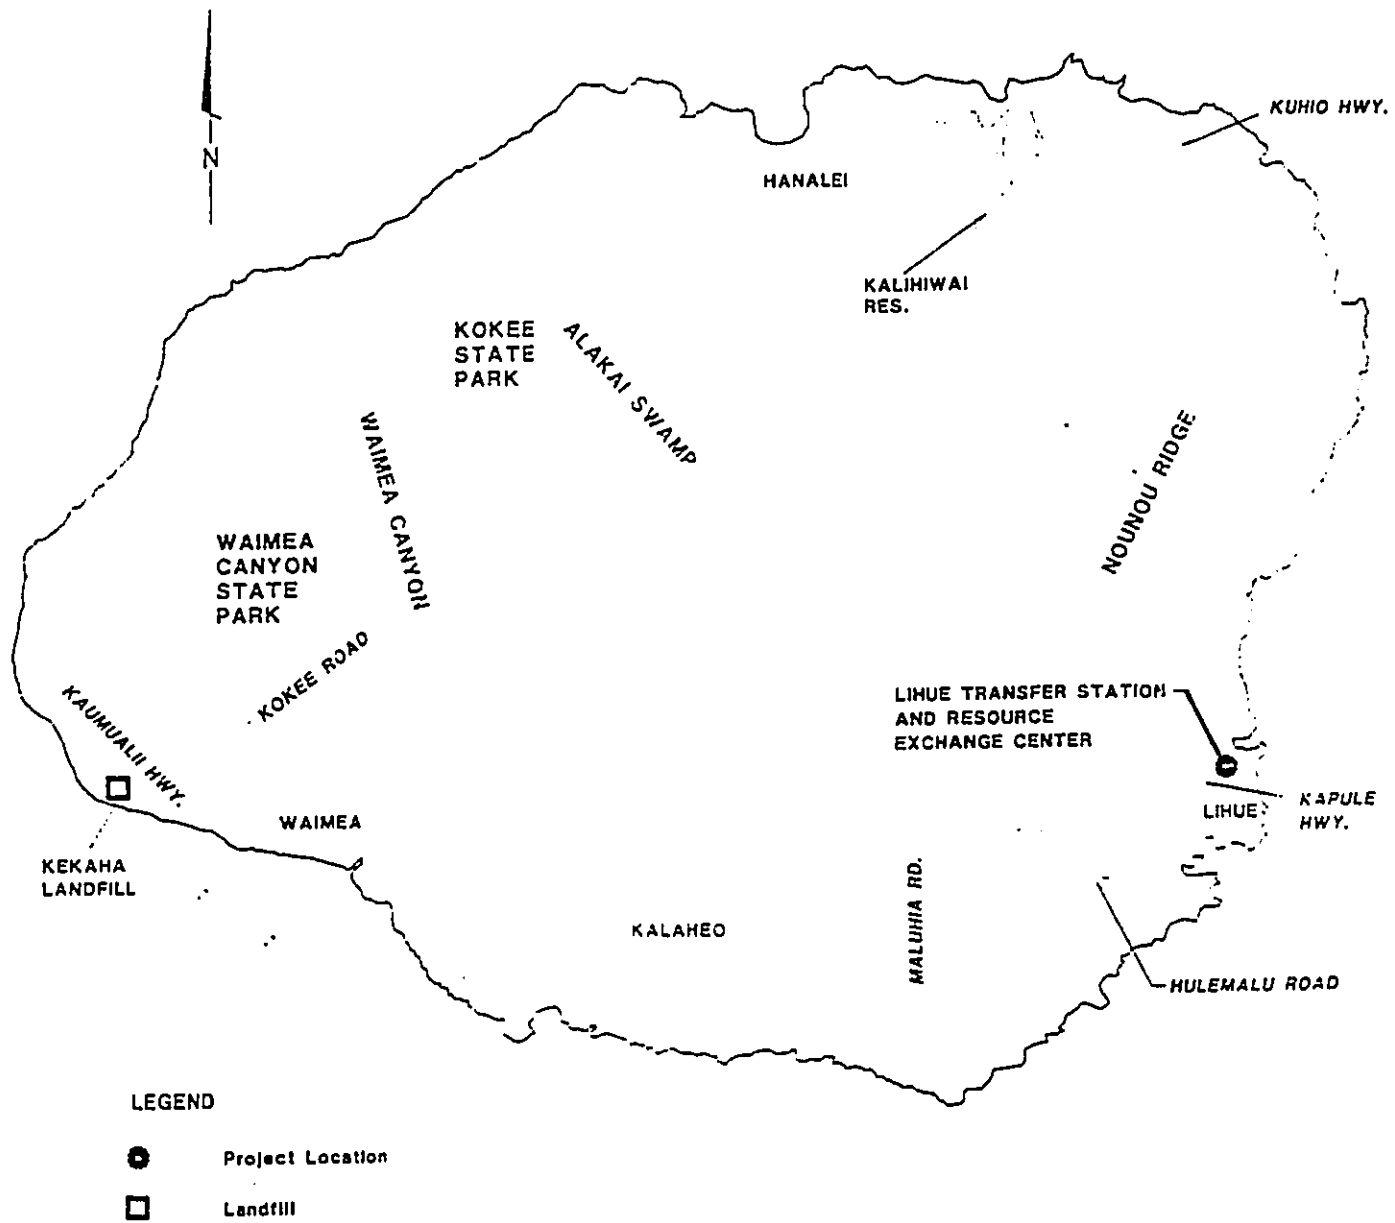 N
KUHIO HWY.
HANALEI
KALIHIWAI
RES.
KOKEE
STATE
PARK
ALAKAI SWAMP
WAIMEA CANYON
NOUNOU RIDGE
WAIMEA
CANYON
STATE
PARK
KOKEE ROAD
KAUMUALII HWY.
LIHUE TRANSFER STATION
AND RESOURCE
EXCHANGE CENTER
KAPULE
HWY.
LIHUE
WAIMEA
KEKAHA
LANDFILL
KALAHEO
MALUHIA RD.
HULEMALU ROAD
LEGEND
Project Location
Landfill